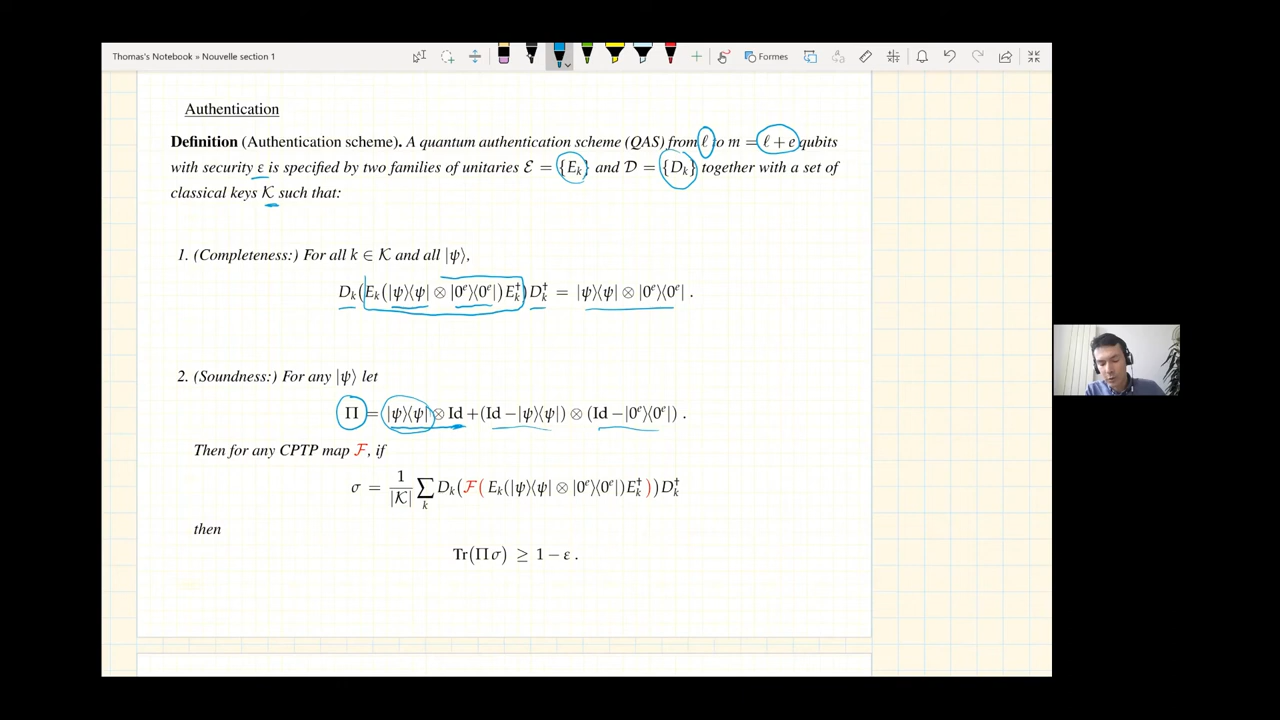 Thomas's Notebook » Nouvelle section 1
Formes
Authentication
Definition (Authentication scheme). A quantum authentication scheme (QAS) from ℓ to m = ℓ + e qubits
with security ε is specified by two families of unitaries ℰ = {E_k} and 𝒟 = {D_k} together with a set of
classical keys 𝒦 such that:
1. (Completeness:) For all k ∈ 𝒦 and all |ψ⟩,
D_k(E_k(|ψ⟩⟨ψ| ⊗ |0^e⟩⟨0^e|)E_k^†)D_k^† = |ψ⟩⟨ψ| ⊗ |0^e⟩⟨0^e| .
2. (Soundness:) For any |ψ⟩ let
Π = |ψ⟩⟨ψ| ⊗ Id + (Id − |ψ⟩⟨ψ|) ⊗ (Id − |0^e⟩⟨0^e|) .
Then for any CPTP map ℱ, if
σ = 1/|𝒦| ∑_k D_k(ℱ( E_k(|ψ⟩⟨ψ| ⊗ |0^e⟩⟨0^e|)E_k^† ))D_k^†
then
Tr(Π σ) ≥ 1 − ε .